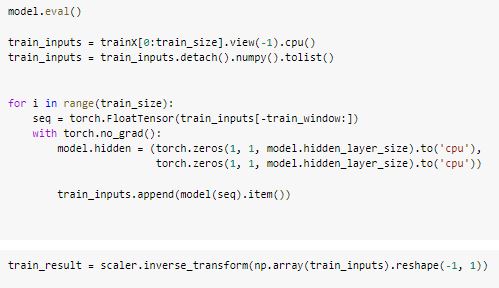 model.eval()
train_inputs = trainX[0:train_size].view(-1).cpu()
train_inputs = train_inputs.detach().numpy().tolist()
for i in range(train_size):
    seq = torch.FloatTensor(train_inputs[-train_window:])
    with torch.no_grad():
        model.hidden = (torch.zeros(1, 1, model.hidden_layer_size).to('cpu'),
                        torch.zeros(1, 1, model.hidden_layer_size).to('cpu'))
        train_inputs.append(model(seq).item())
train_result = scaler.inverse_transform(np.array(train_inputs).reshape(-1, 1))